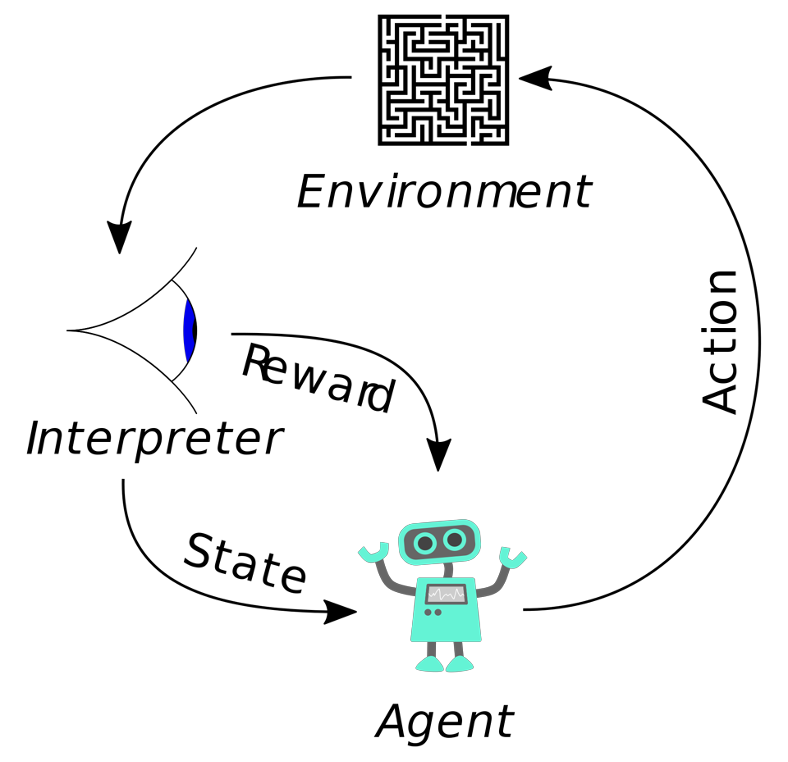 Environment
Action
Reward
Interpreter
State
Agent